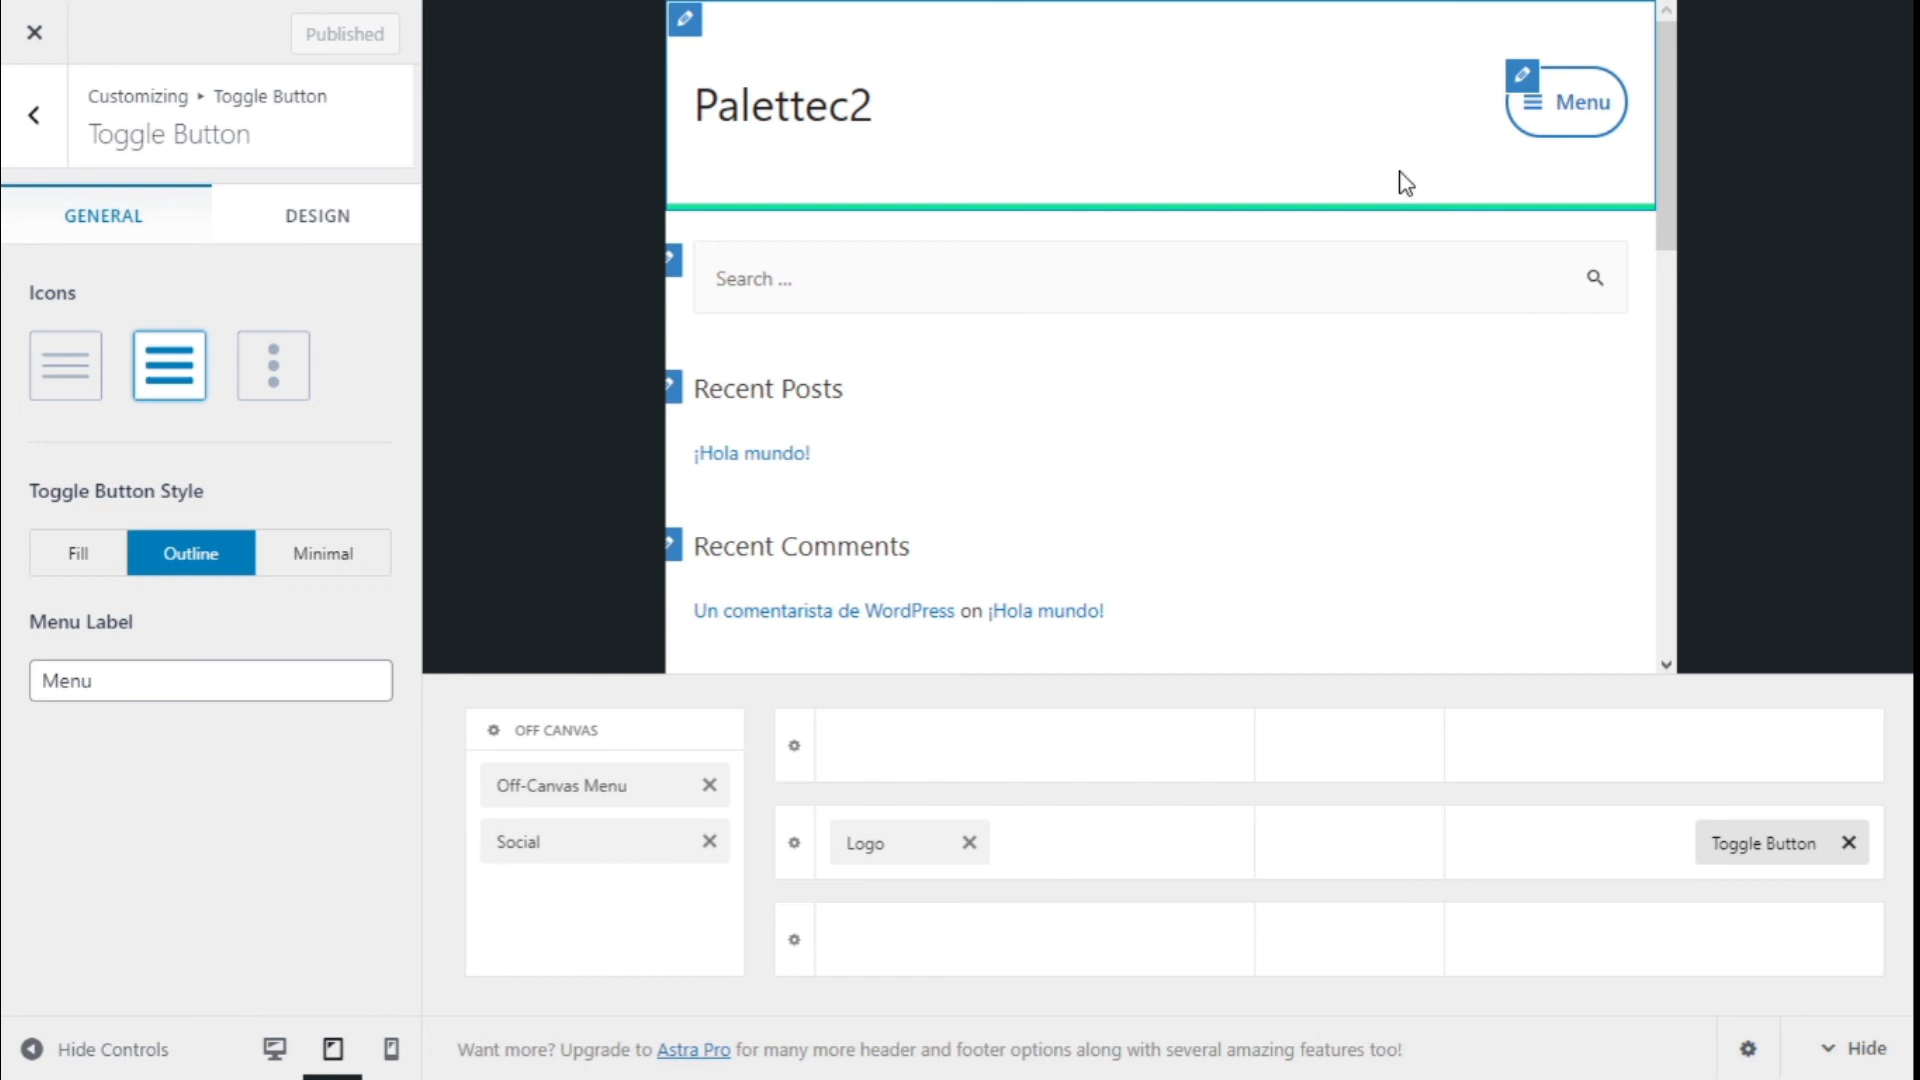 Published
Customizing ▸ Toggle Button
Toggle Button
GENERAL
DESIGN
Icons
Toggle Button Style
Fill
Outline
Minimal
Menu Label
Menu
Hide Controls
Palettec2
Menu
Search ...
Recent Posts
¡Hola mundo!
Recent Comments
Un comentarista de WordPress on ¡Hola mundo!
OFF CANVAS
Off-Canvas Menu
Social
Logo
Toggle Button
Want more? Upgrade to Astra Pro for many more header and footer options along with several amazing features too!
Hide